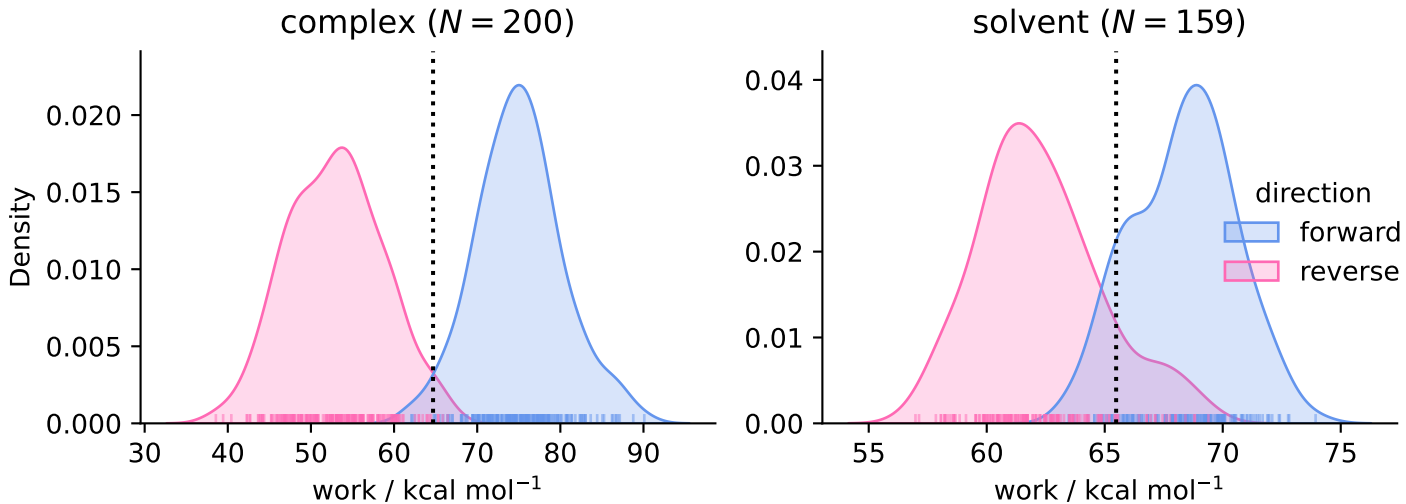 complex (N = 200)
Density
0.020
0.015
0.010
0.005
0.000
30 40 50 60 70 80 90
work / kcal mol⁻¹
solvent (N = 159)
0.04
0.03
0.02
0.01
0.00
55 60 65 70 75
work / kcal mol⁻¹
direction
forward
reverse